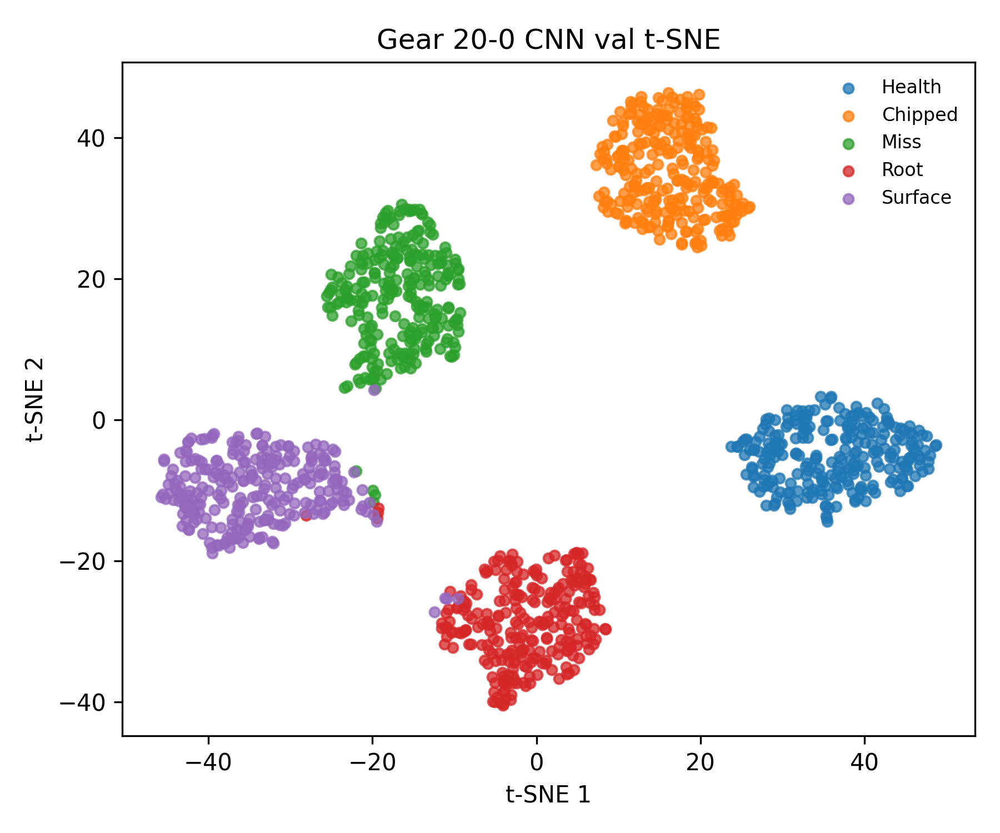 Gear 20-0 CNN val t-SNE
Health
Chipped
Miss
Root
Surface
40
20
0
−20
−40
t-SNE 2
−40
−20
0
20
40
t-SNE 1